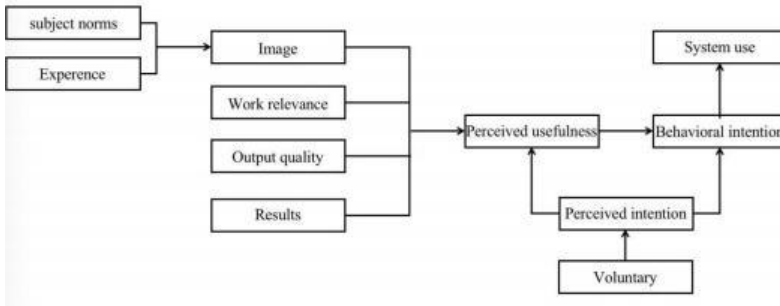 subject norms
Experence
Image
Work relevance
Output quality
Results
Perceived usefulness
System use
Behavioral intention
Perceived intention
Voluntary